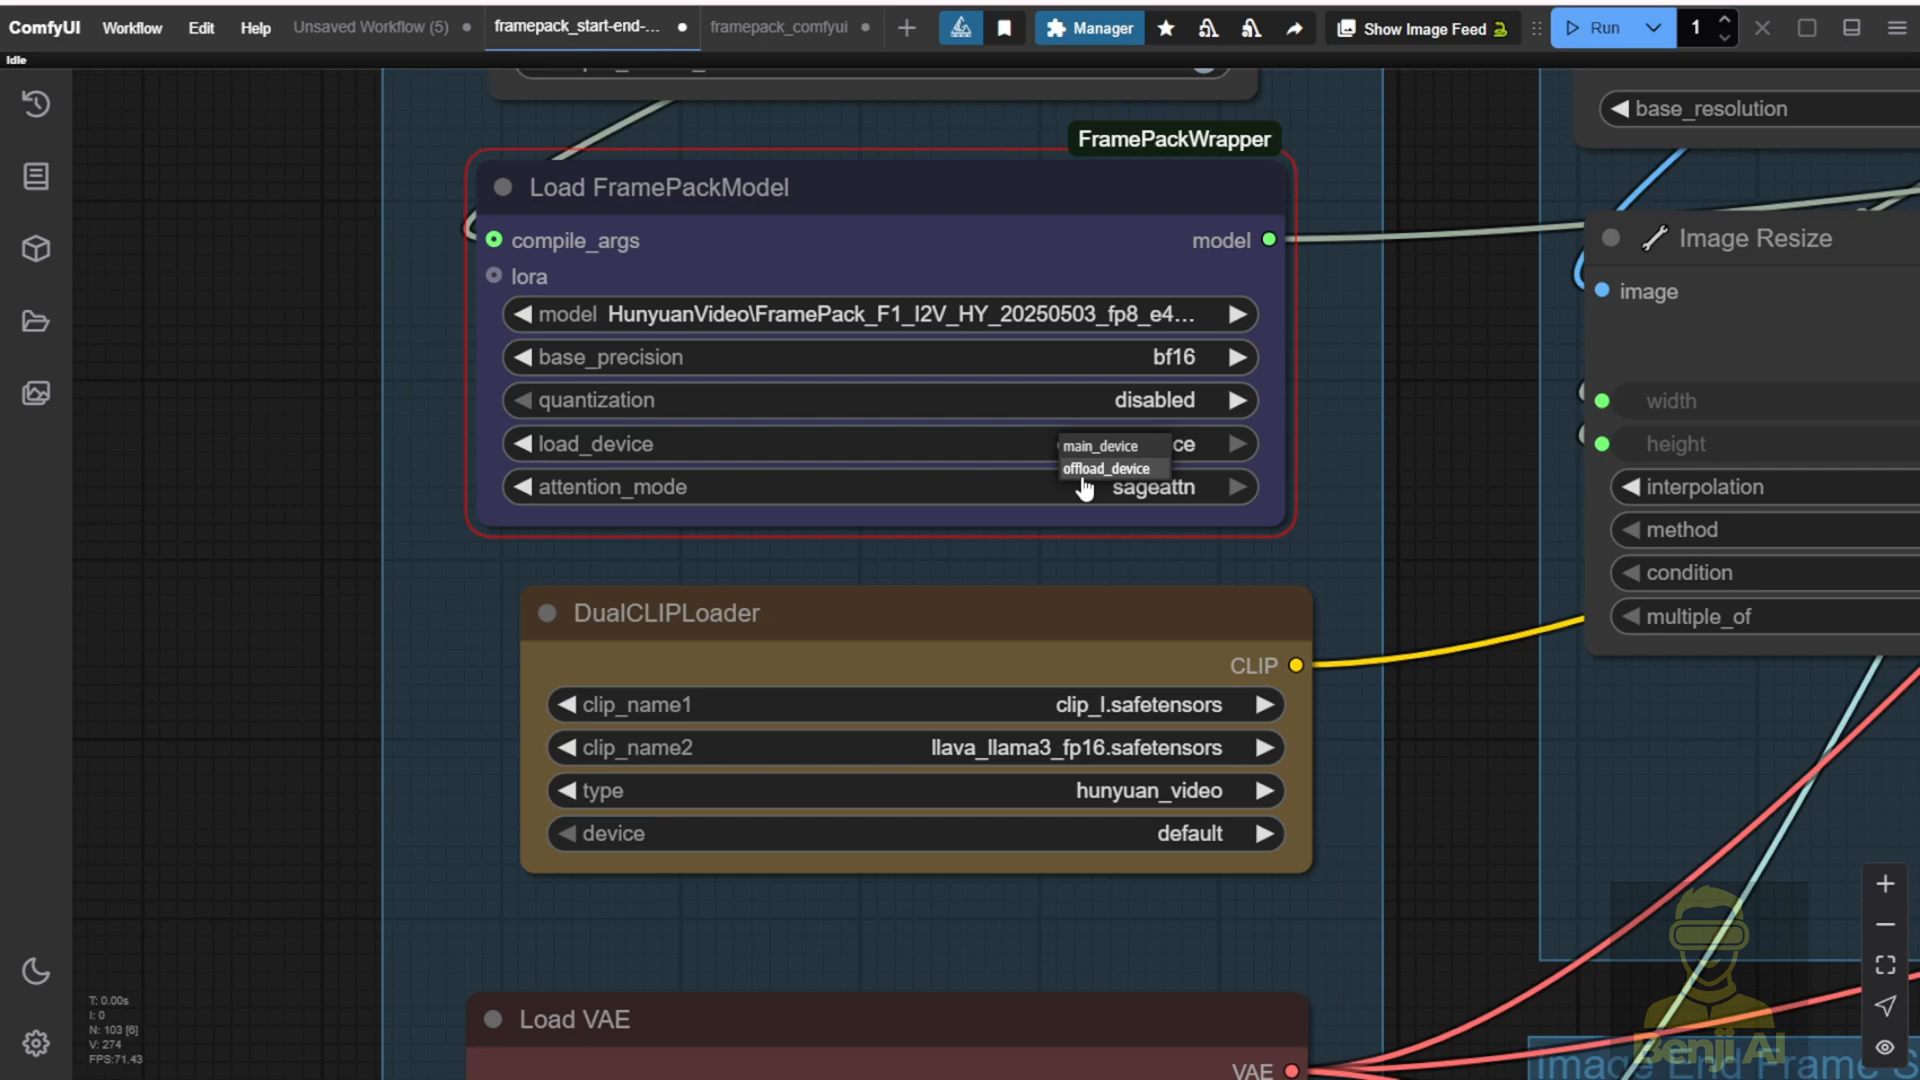 ComfyUI Workflow Edit Help Unsaved Workflow (5) framepack_start-end-... framepack_comfyui Manager Show Image Feed Run 1
Idle
FramePackWrapper
Load FramePackModel
compile_args model
lora
model HunyuanVideo\FramePack_F1_I2V_HY_20250503_fp8_e4...
base_precision bf16
quantization disabled
load_device ce
main_device
offload_device
attention_mode sageattn
DualCLIPLoader
CLIP
clip_name1 clip_l.safetensors
clip_name2 llava_llama3_fp16.safetensors
type hunyuan_video
device default
Load VAE
VAE
base_resolution
Image Resize
image
width
height
interpolation
method
condition
multiple_of
Image End Frame S
Benji AI
T: 0.00s
I: 0
N: 103 [6]
V: 274
FPS:71.43